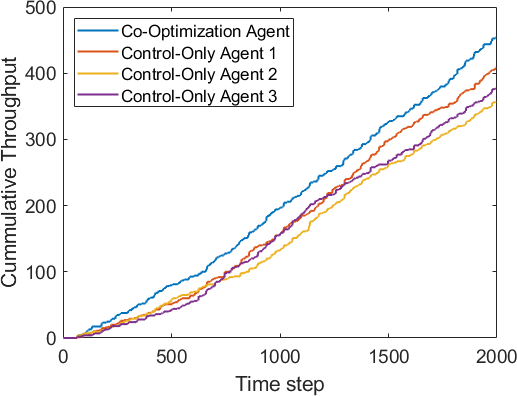 500
400
300
200
100
0
Cummulative Throughput
Co-Optimization Agent
Control-Only Agent 1
Control-Only Agent 2
Control-Only Agent 3
0 500 1000 1500 2000
Time step